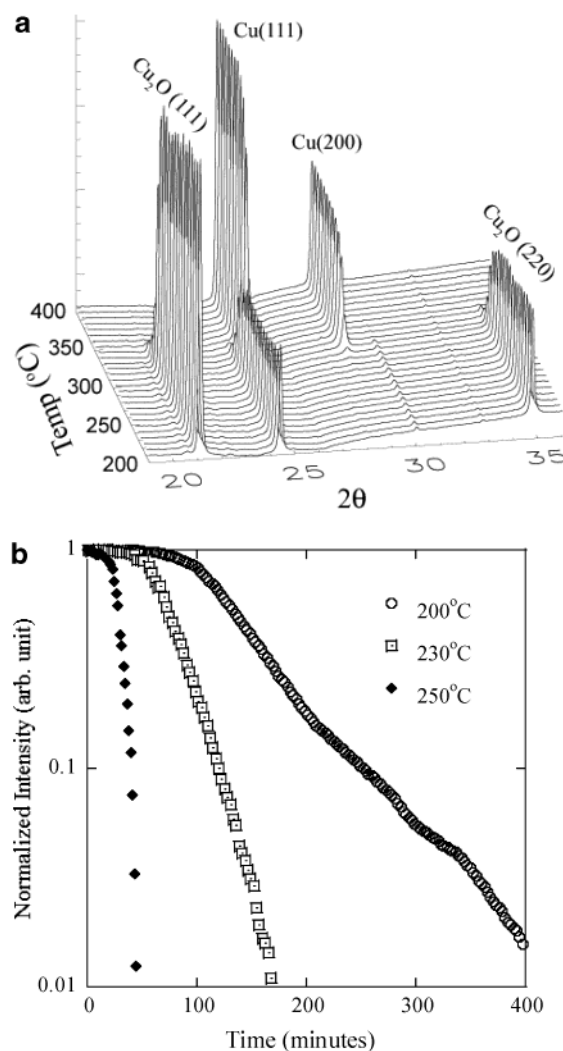 a
Cu(111)
Cu₂O (111)
Cu(200)
Cu₂O (220)
400
350
300
250
200
Temp (°C)
20 25 30 35
2θ
b
1
0.1
0.01
Normalized Intensity (arb. unit)
200°C
230°C
250°C
0 100 200 300 400
Time (minutes)